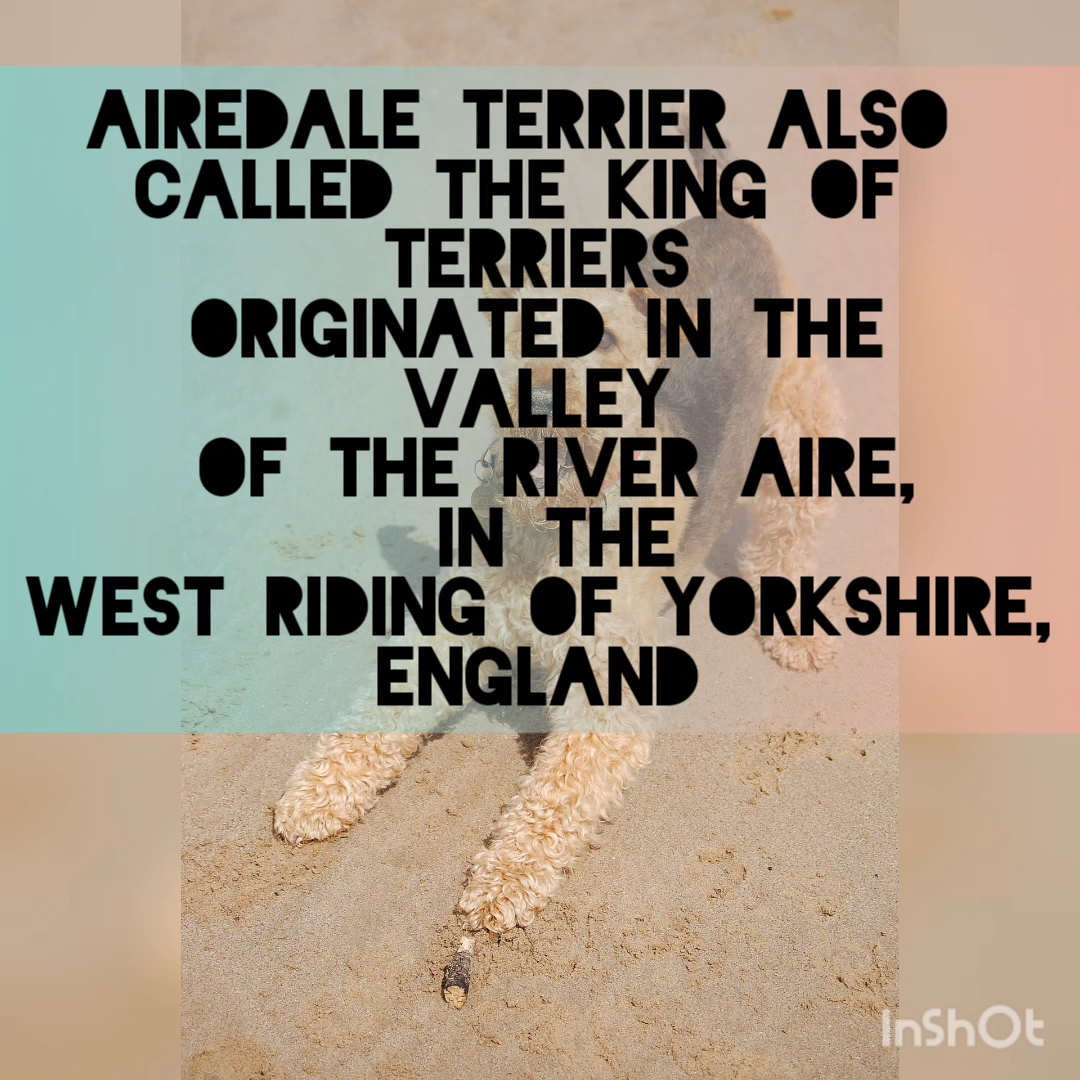 AIREDALE TERRIER ALSO
CALLED THE KING OF
TERRIERS
ORIGINATED IN THE
VALLEY
OF THE RIVER AIRE,
IN THE
WEST RIDING OF YORKSHIRE,
ENGLAND
InShOt